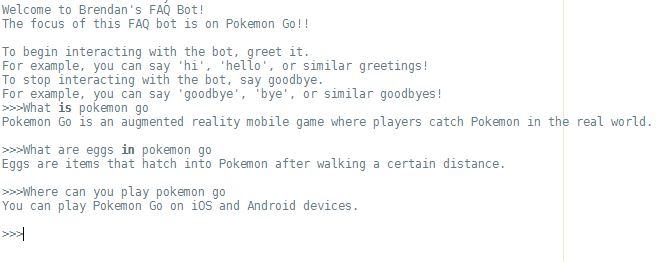 Welcome to Brendan's FAQ Bot!
The focus of this FAQ bot is on Pokemon Go!!
To begin interacting with the bot, greet it.
For example, you can say 'hi', 'hello', or similar greetings!
To stop interacting with the bot, say goodbye.
For example, you can say 'goodbye', 'bye', or similar goodbyes!
>>>What is pokemon go
Pokemon Go is an augmented reality mobile game where players catch Pokemon in the real world.
>>>What are eggs in pokemon go
Eggs are items that hatch into Pokemon after walking a certain distance.
>>>Where can you play pokemon go
You can play Pokemon Go on iOS and Android devices.
>>>